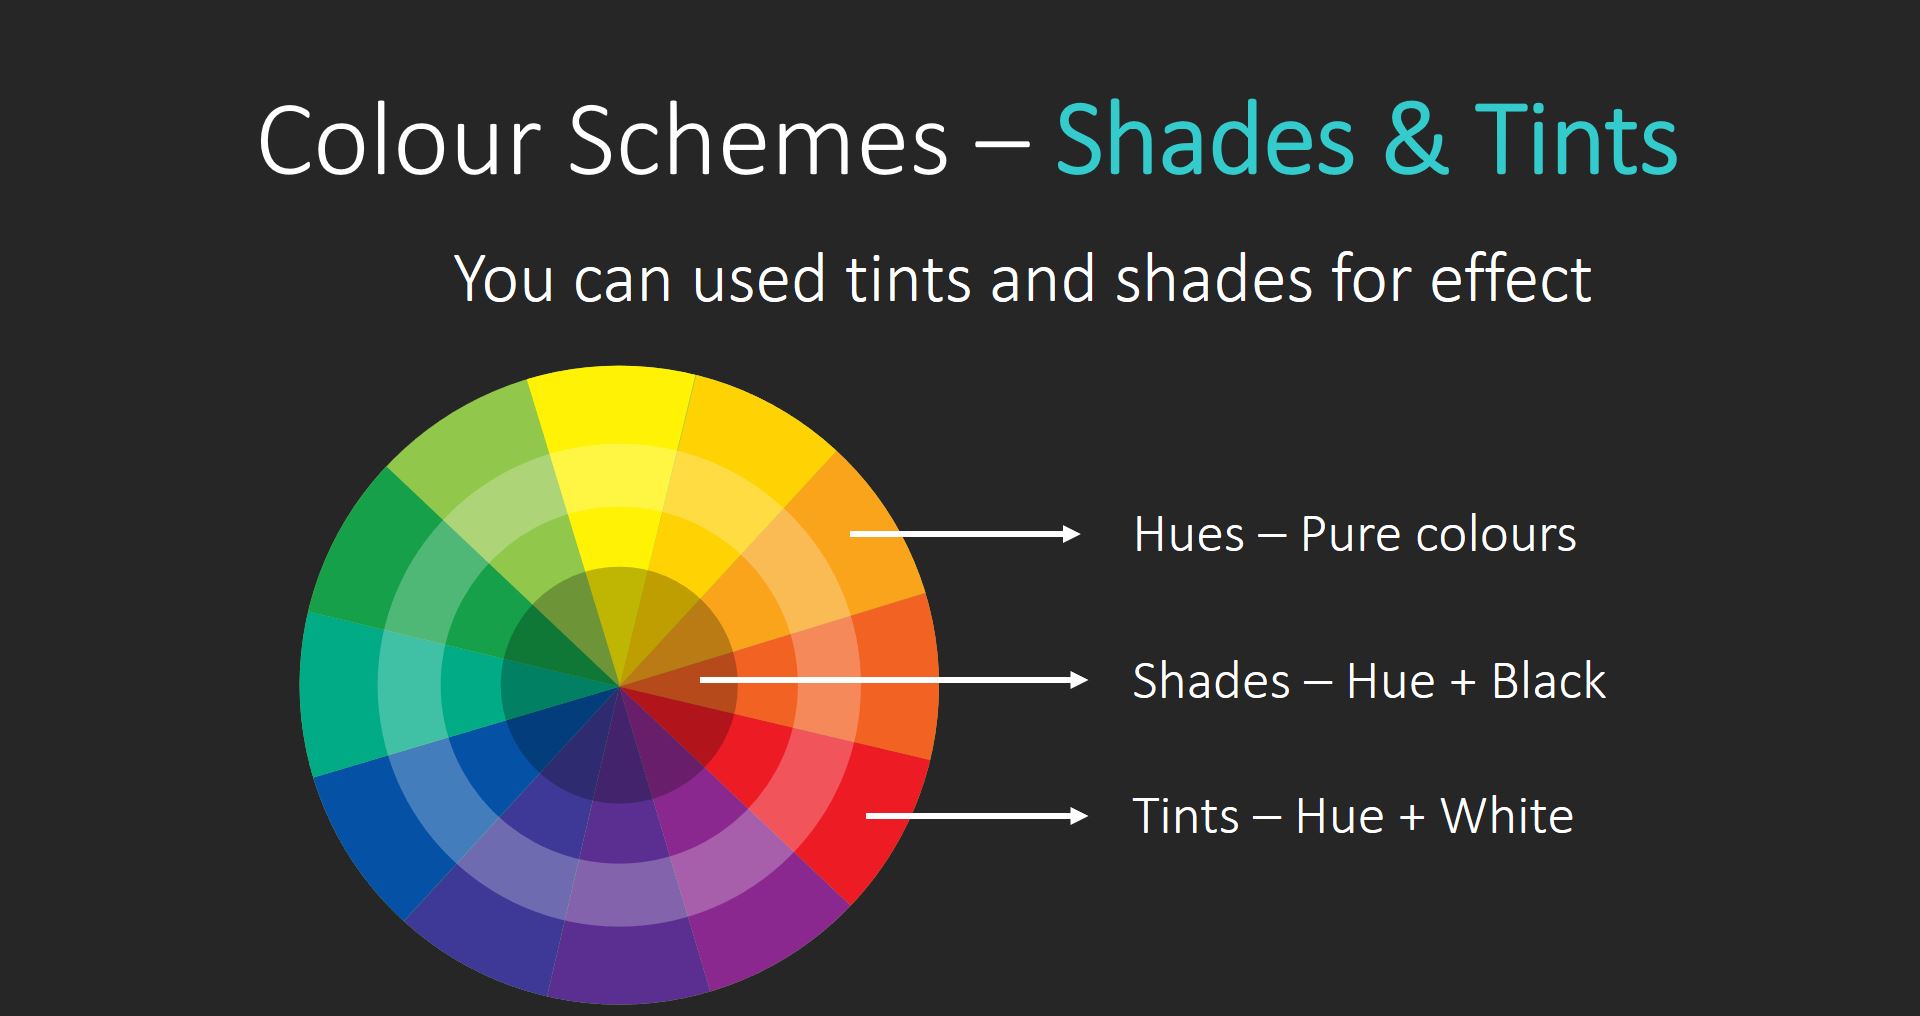 Colour Schemes – Shades & Tints
You can used tints and shades for effect
Hues – Pure colours
Shades – Hue + Black
Tints – Hue + White